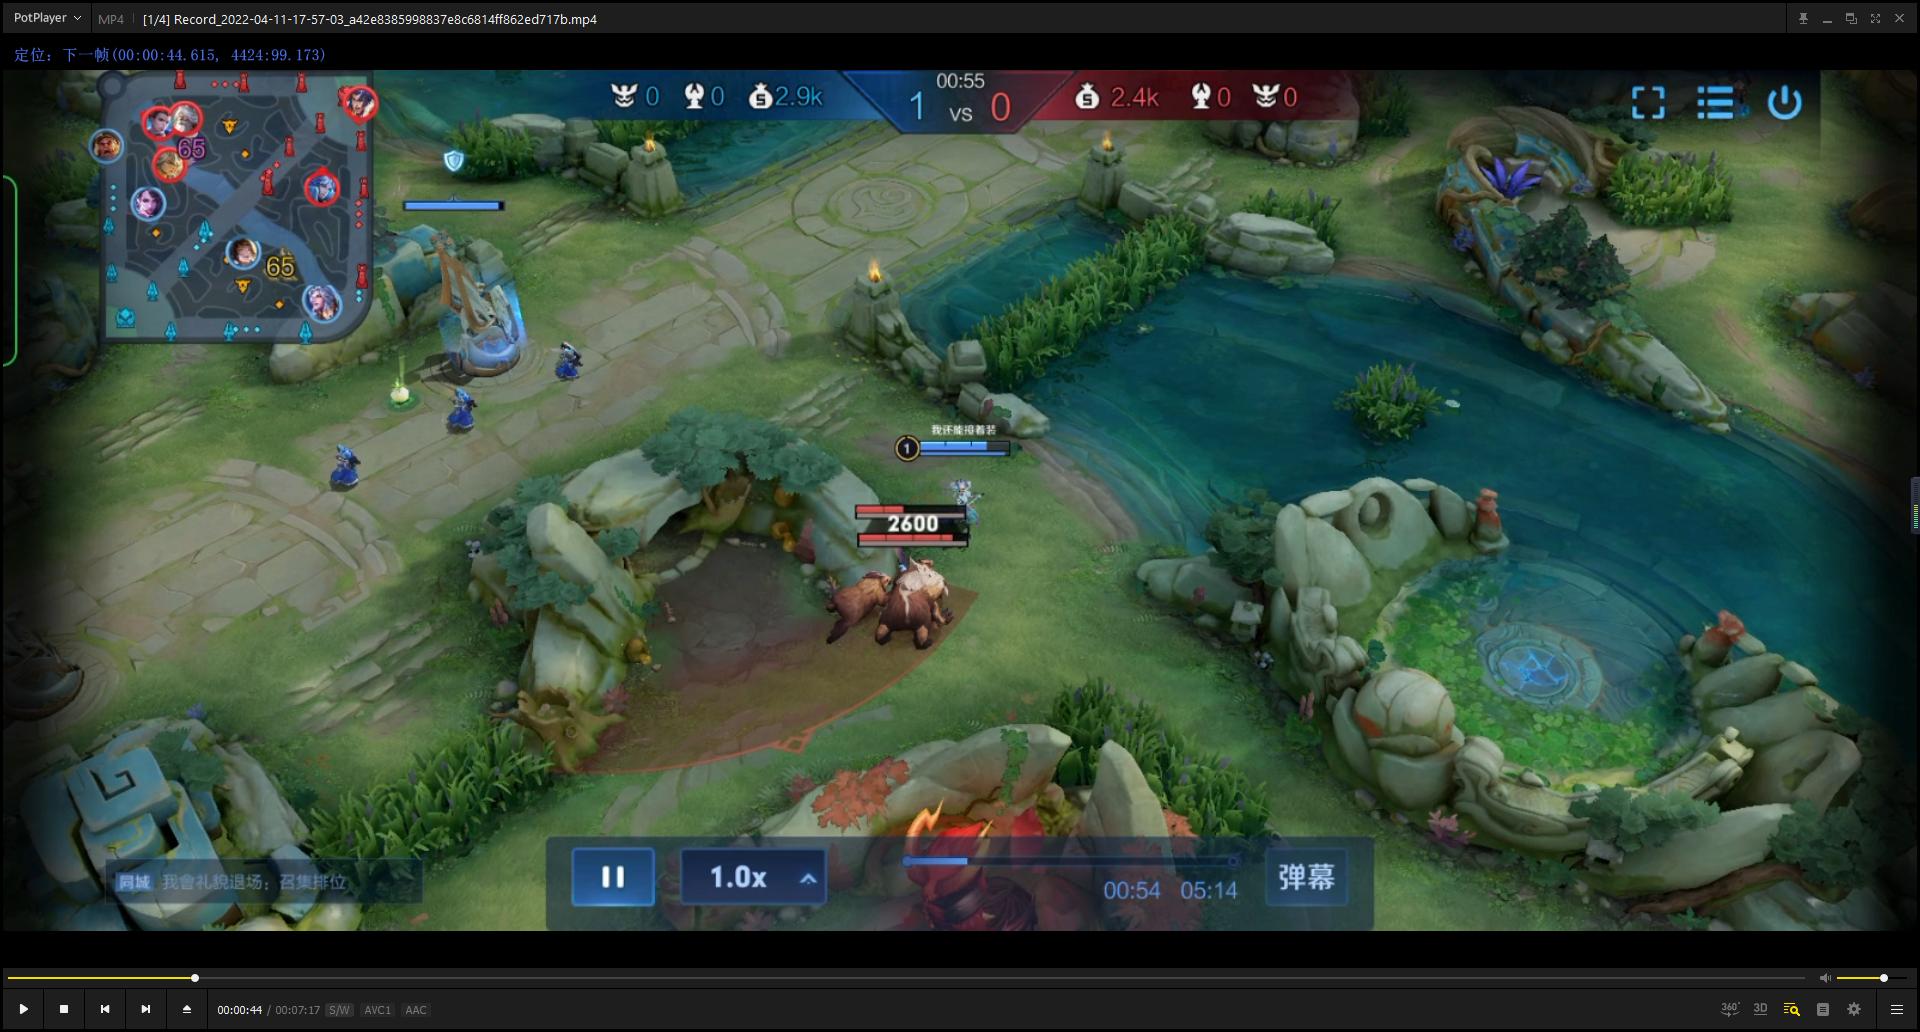 PotPlayer MP4 [1/4] Record_2022-04-11-17-57-03_a42e8385998837e8c6814ff862ed717b.mp4
定位: 下一帧(00:00:44.615, 4424:99.173)
0 0 2.9k 1 00:55 VS 0 2.4k 0 0
65
65
我还能接着装
1
2600
同城 我會礼貌退场：召集排位
1.0x 00:54 05:14 弹幕
00:00:44 / 00:07:17 S/W AVC1 AAC 360° 3D